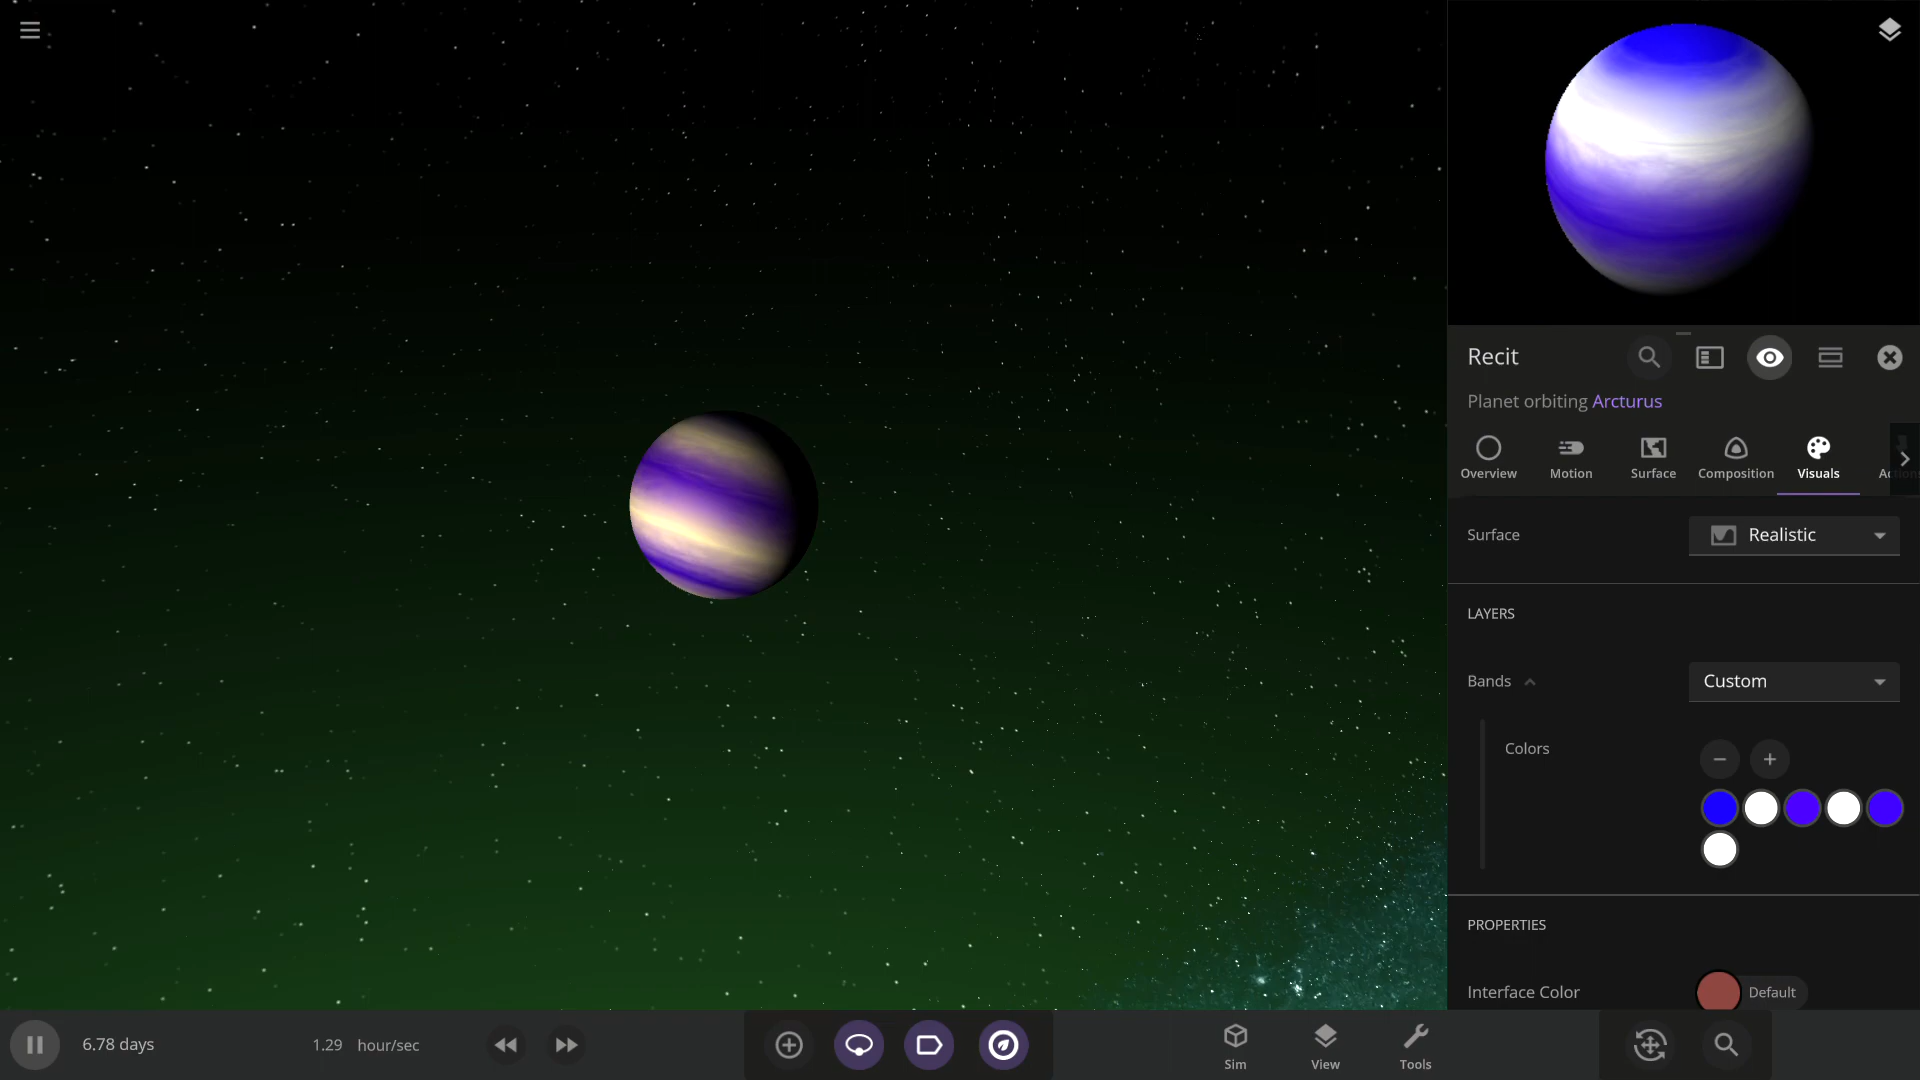 Recit
Planet orbiting Arcturus
Overview Motion Surface Composition Visuals
Surface Realistic
LAYERS
Bands Custom
Colors
PROPERTIES
Interface Color Default
6.78 days 1.29 hour/sec Sim View Tools